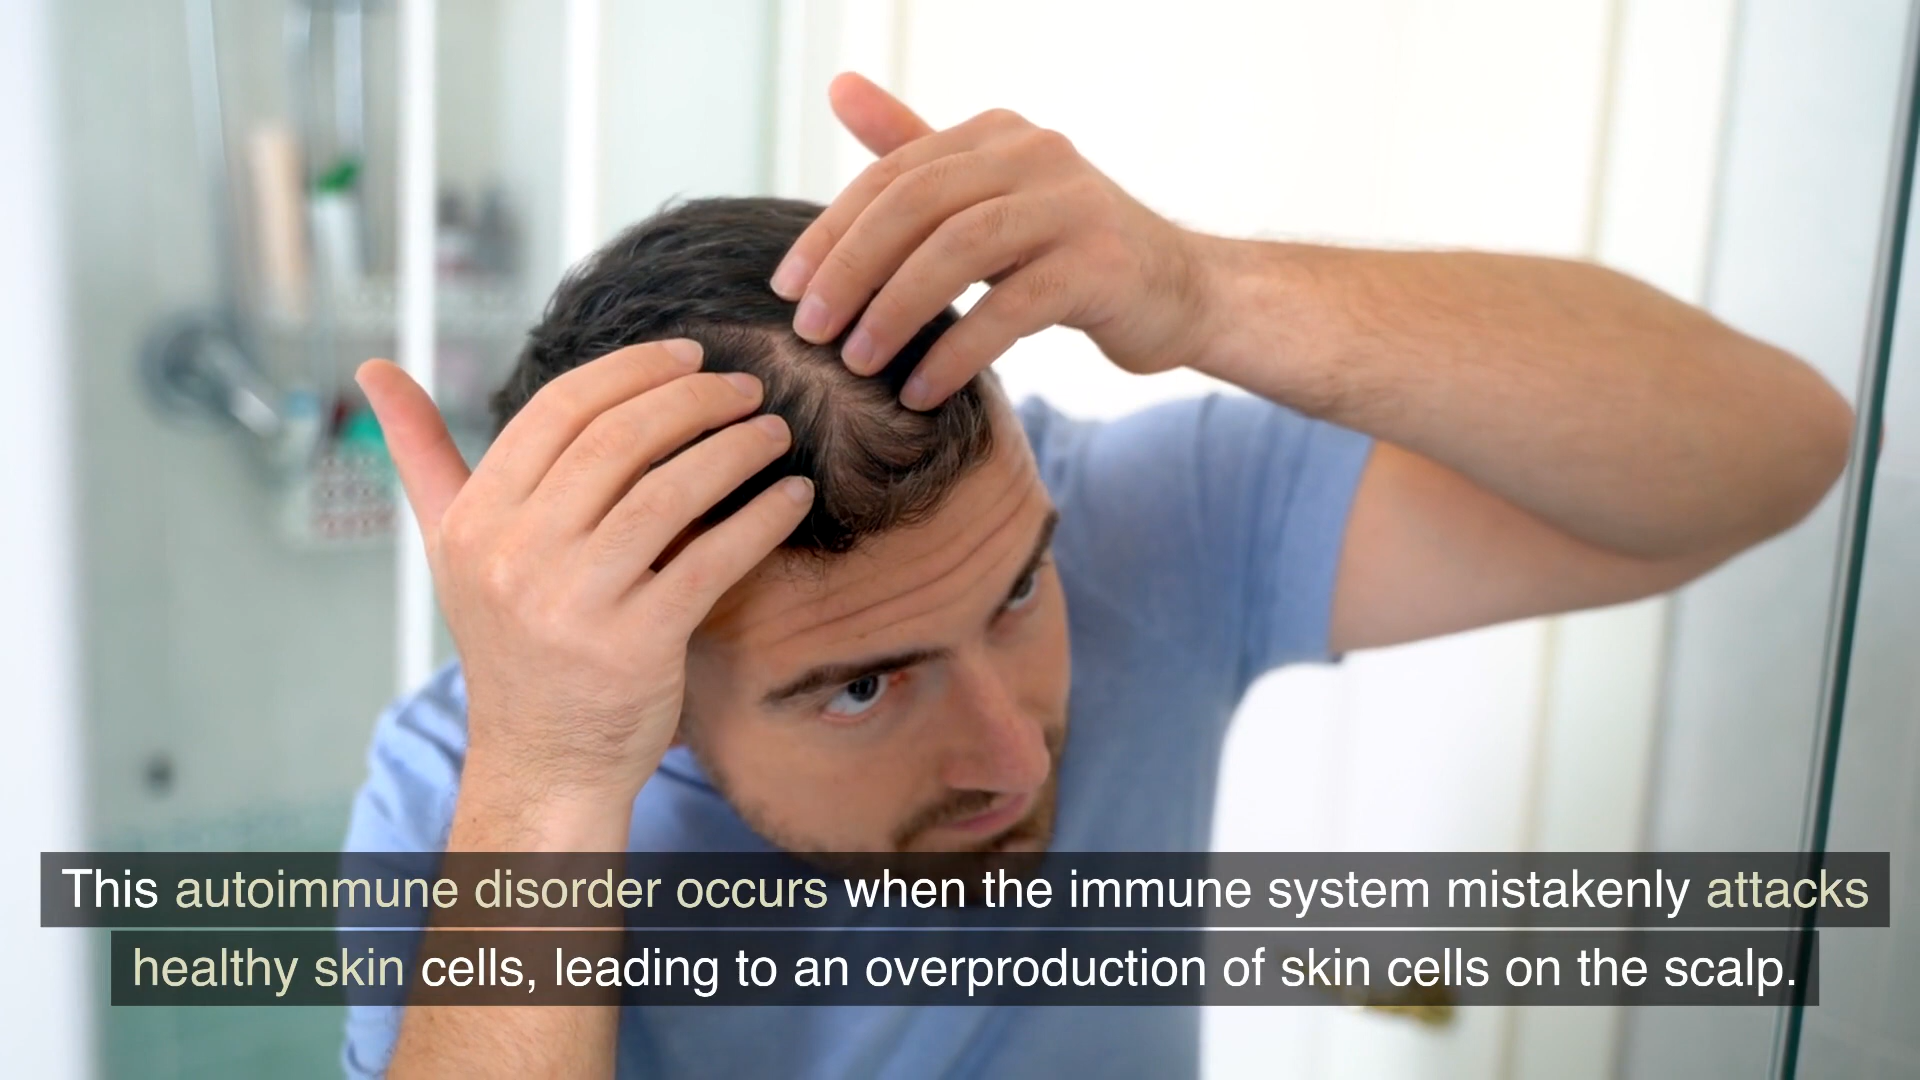 This autoimmune disorder occurs when the immune system mistakenly attacks
healthy skin cells, leading to an overproduction of skin cells on the scalp.